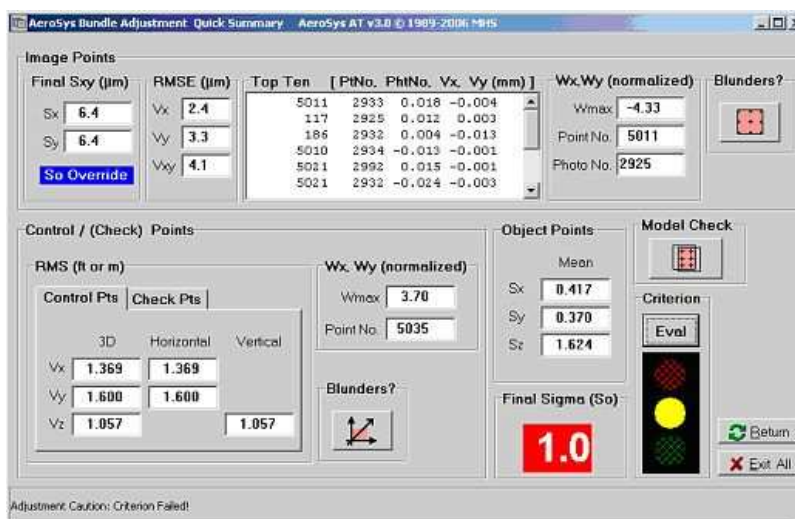 AeroSys Bundle Adjustment Quick Summary AeroSys AT v3.0 © 1989-2006 MHS
Image Points
Final Sxy (µm)
Sx 6.4
Sy 6.4
So Override
RMSE (µm)
Vx 2.4
Vy 3.3
Vxy 4.1
Top Ten [ PtNo, PhtNo, Vx, Vy (mm) ]
5011 2933 0.018 -0.004
117 2925 0.012 0.003
186 2932 0.004 -0.013
5010 2934 -0.013 -0.001
5021 2992 0.015 -0.001
5021 2932 -0.024 -0.003
Wx,Wy (normalized)
Wmax -4.33
Point No. 5011
Photo No. 2925
Blunders?
Control / (Check) Points
RMS (ft or m)
Control Pts Check Pts
3D Horizontal Vertical
Vx 1.369 1.369
Vy 1.600 1.600
Vz 1.057 1.057
Wx, Wy (normalized)
Wmax 3.70
Point No. 5035
Blunders?
Object Points
Mean
Sx 0.417
Sy 0.370
Sz 1.624
Final Sigma (So)
1.0
Model Check
Criterion
Eval
Return
Exit All
Adjustment Caution: Criterion Failed!